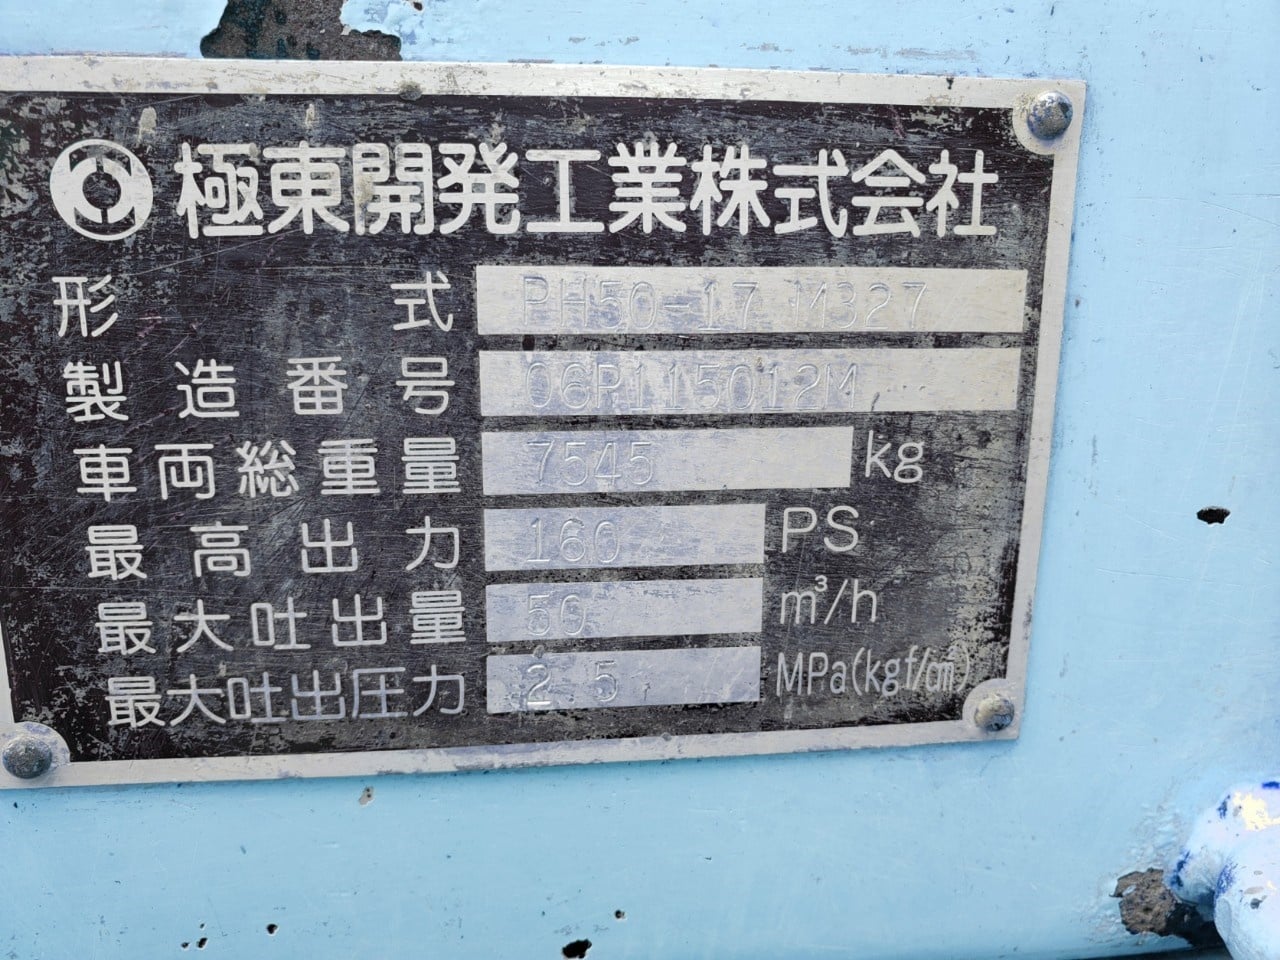 極東開発工業株式会社
形式 PH50-17 M327
製造番号 06P115012M
車両総重量 7545 kg
最高出力 160 PS
最大吐出量 50 m³/h
最大吐出圧力 2.5 MPa(kgf/c㎡)